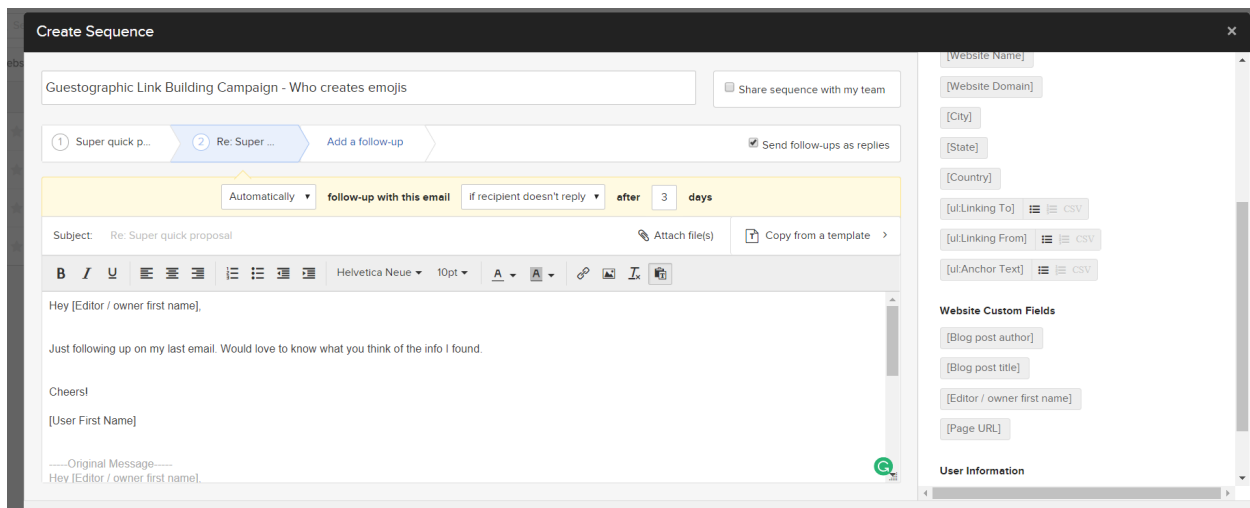 Create Sequence
×
ebs
Guestographic Link Building Campaign - Who creates emojis
Share sequence with my team
1 Super quick p...
2 Re: Super ...
Add a follow-up
Send follow-ups as replies
Automatically follow-up with this email if recipient doesn't reply after 3 days
Subject: Re: Super quick proposal
Attach file(s)
Copy from a template
B I U Helvetica Neue 10pt A A
Hey [Editor / owner first name],
Just following up on my last email. Would love to know what you think of the info I found.
Cheers!
[User First Name]
-----Original Message-----
Hey [Editor / owner first name],
[Website Name]
[Website Domain]
[City]
[State]
[Country]
[ul:Linking To] CSV
[ul:Linking From] CSV
[ul:Anchor Text] CSV
Website Custom Fields
[Blog post author]
[Blog post title]
[Editor / owner first name]
[Page URL]
User Information